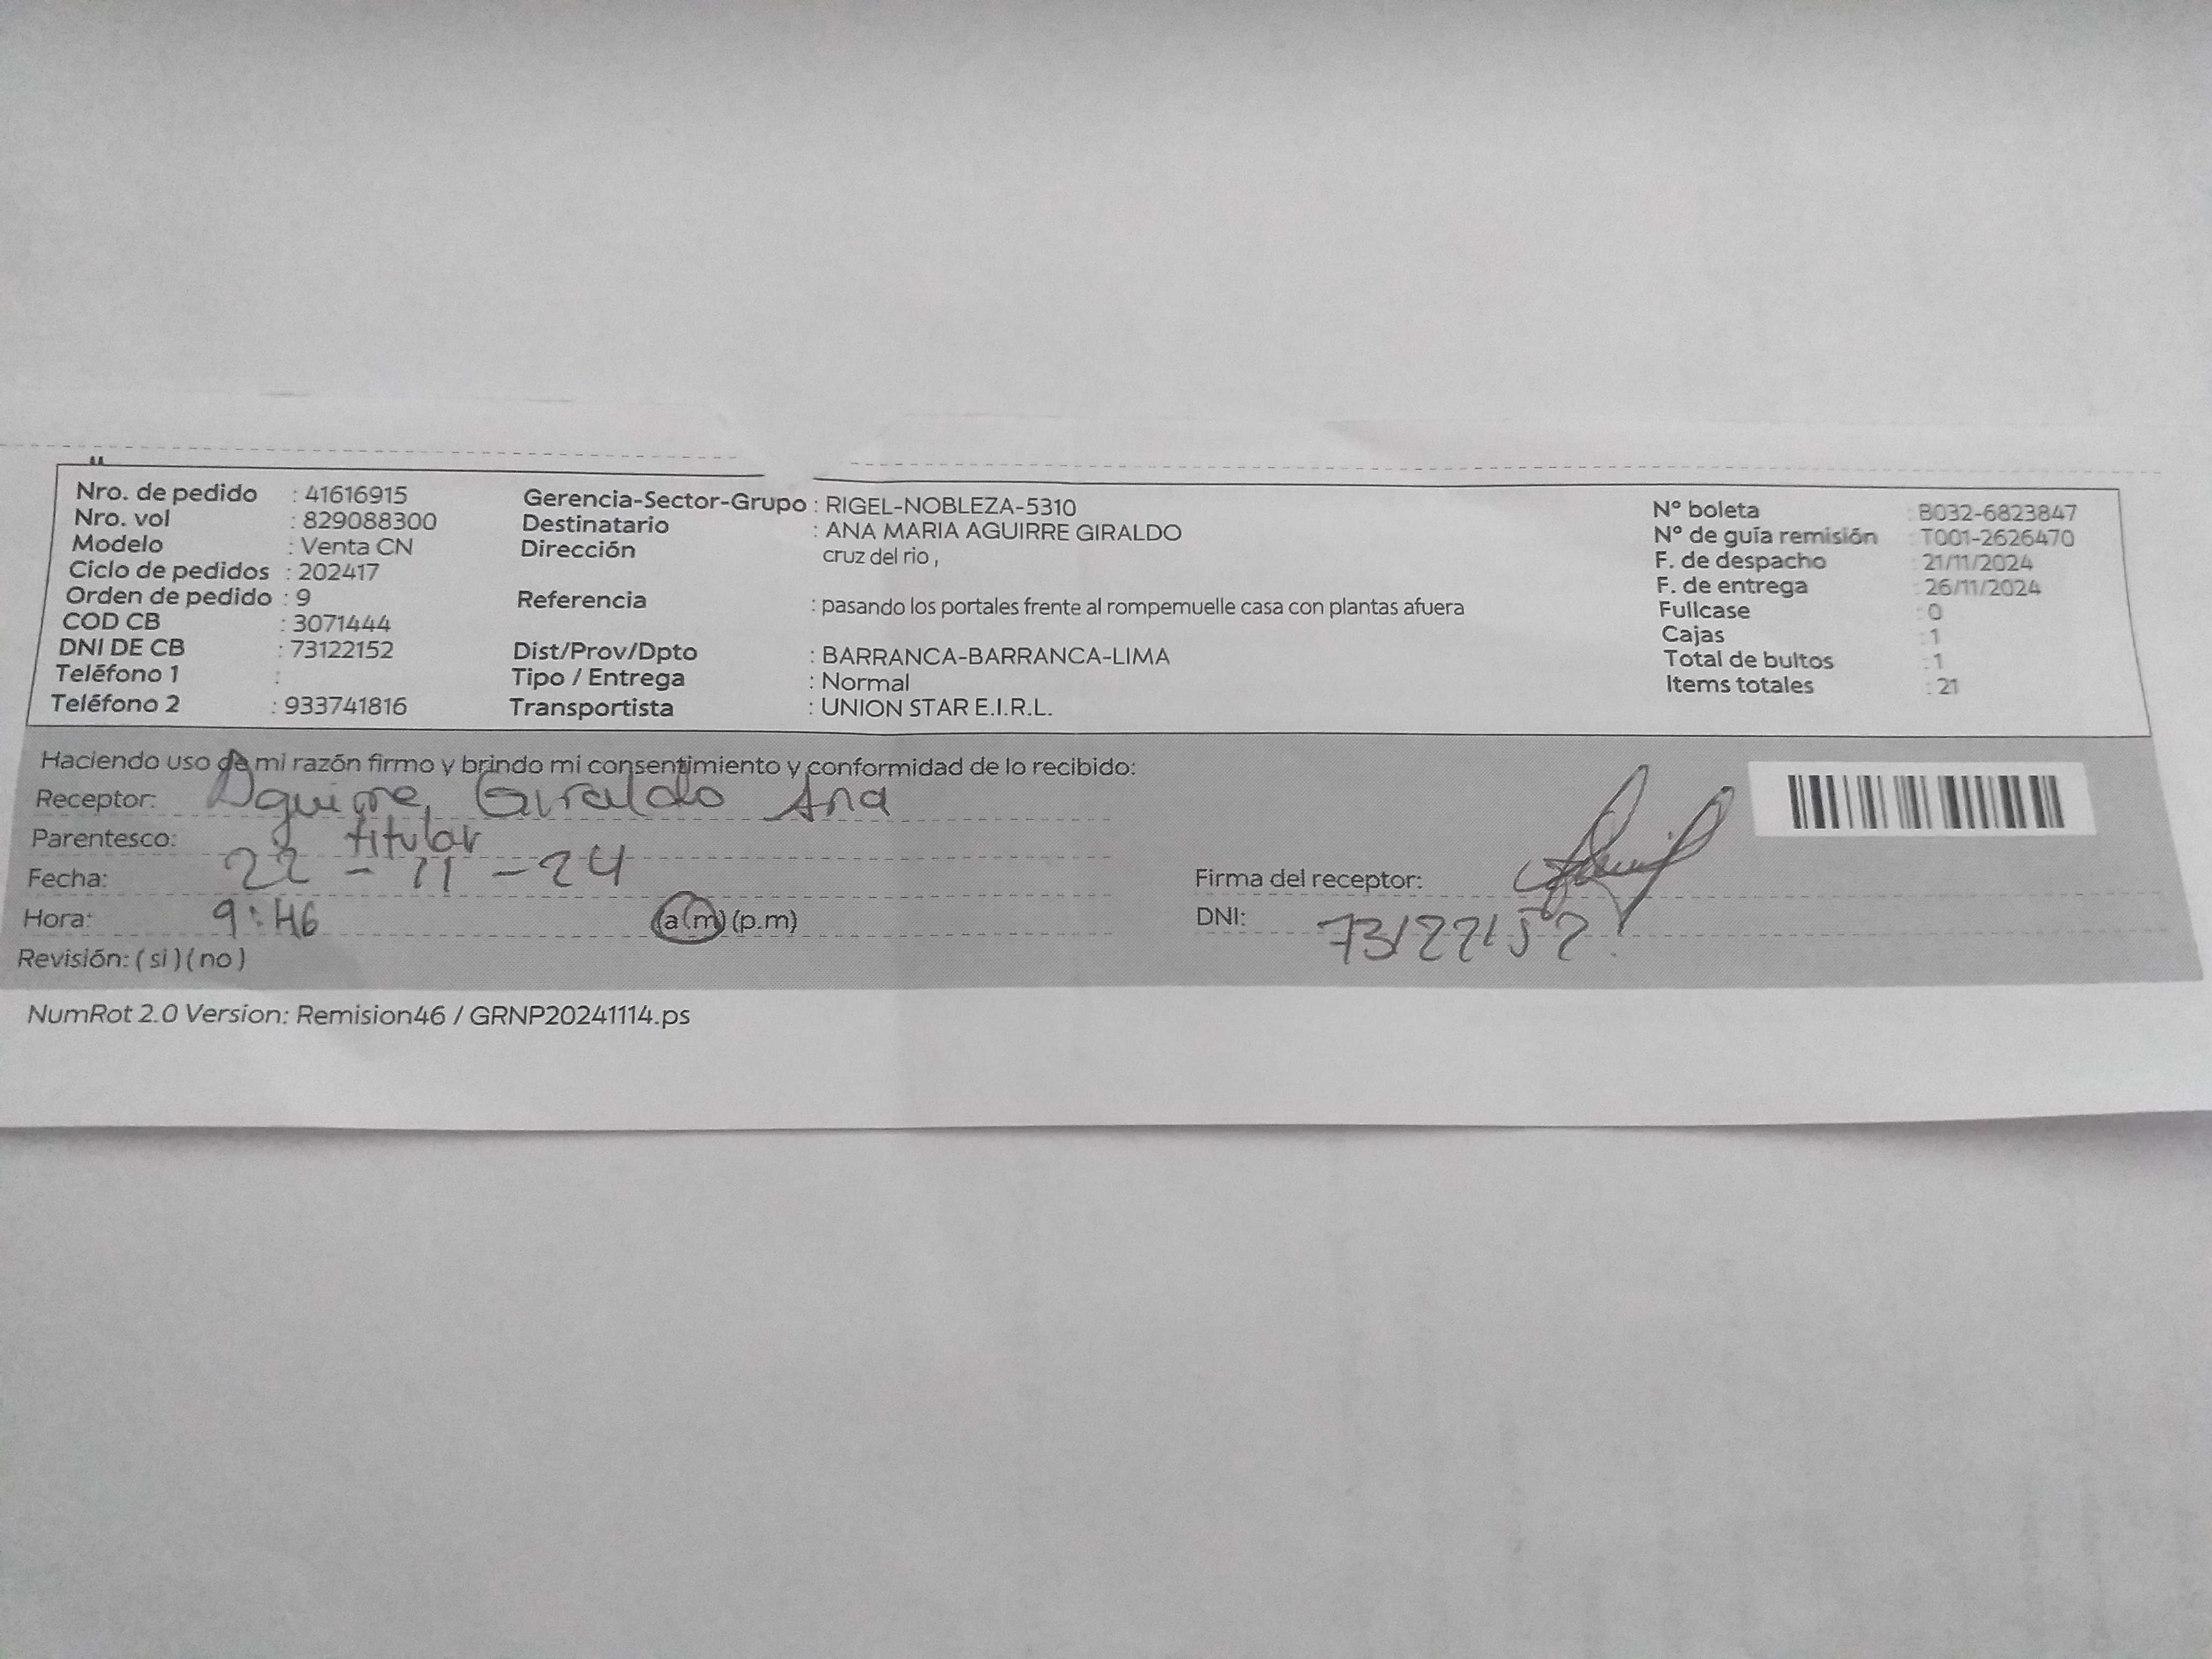 Nro. de pedido : 41616915
Nro. vol : 829088300
Modelo : Venta CN
Ciclo de pedidos : 202417
Orden de pedido : 9
COD CB : 3071444
DNI DE CB : 73122152
Teléfono 1 :
Teléfono 2 : 933741816
Gerencia-Sector-Grupo : RIGEL-NOBLEZA-5310
Destinatario : ANA MARIA AGUIRRE GIRALDO
Dirección cruz del rio ,
Referencia : pasando los portales frente al rompemuelle casa con plantas afuera
Dist/Prov/Dpto : BARRANCA-BARRANCA-LIMA
Tipo / Entrega : Normal
Transportista : UNION STAR E.I.R.L.
N° boleta : B032-6823847
N° de guía remisión : T001-2626470
F. de despacho : 21/11/2024
F. de entrega : 26/11/2024
Fullcase : 0
Cajas : 1
Total de bultos : 1
Items totales : 21
Haciendo uso de mi razón firmo y brindo mi consentimiento y conformidad de lo recibido:
Receptor: Aguirre Giraldo Ana
Parentesco: titular
Fecha: 22 - 11 - 24
Hora: 9:46 (a.m) (p.m)
Revisión: ( si ) ( no )
Firma del receptor:
DNI: 73122152
NumRot 2.0 Version: Remision46 / GRNP20241114.ps